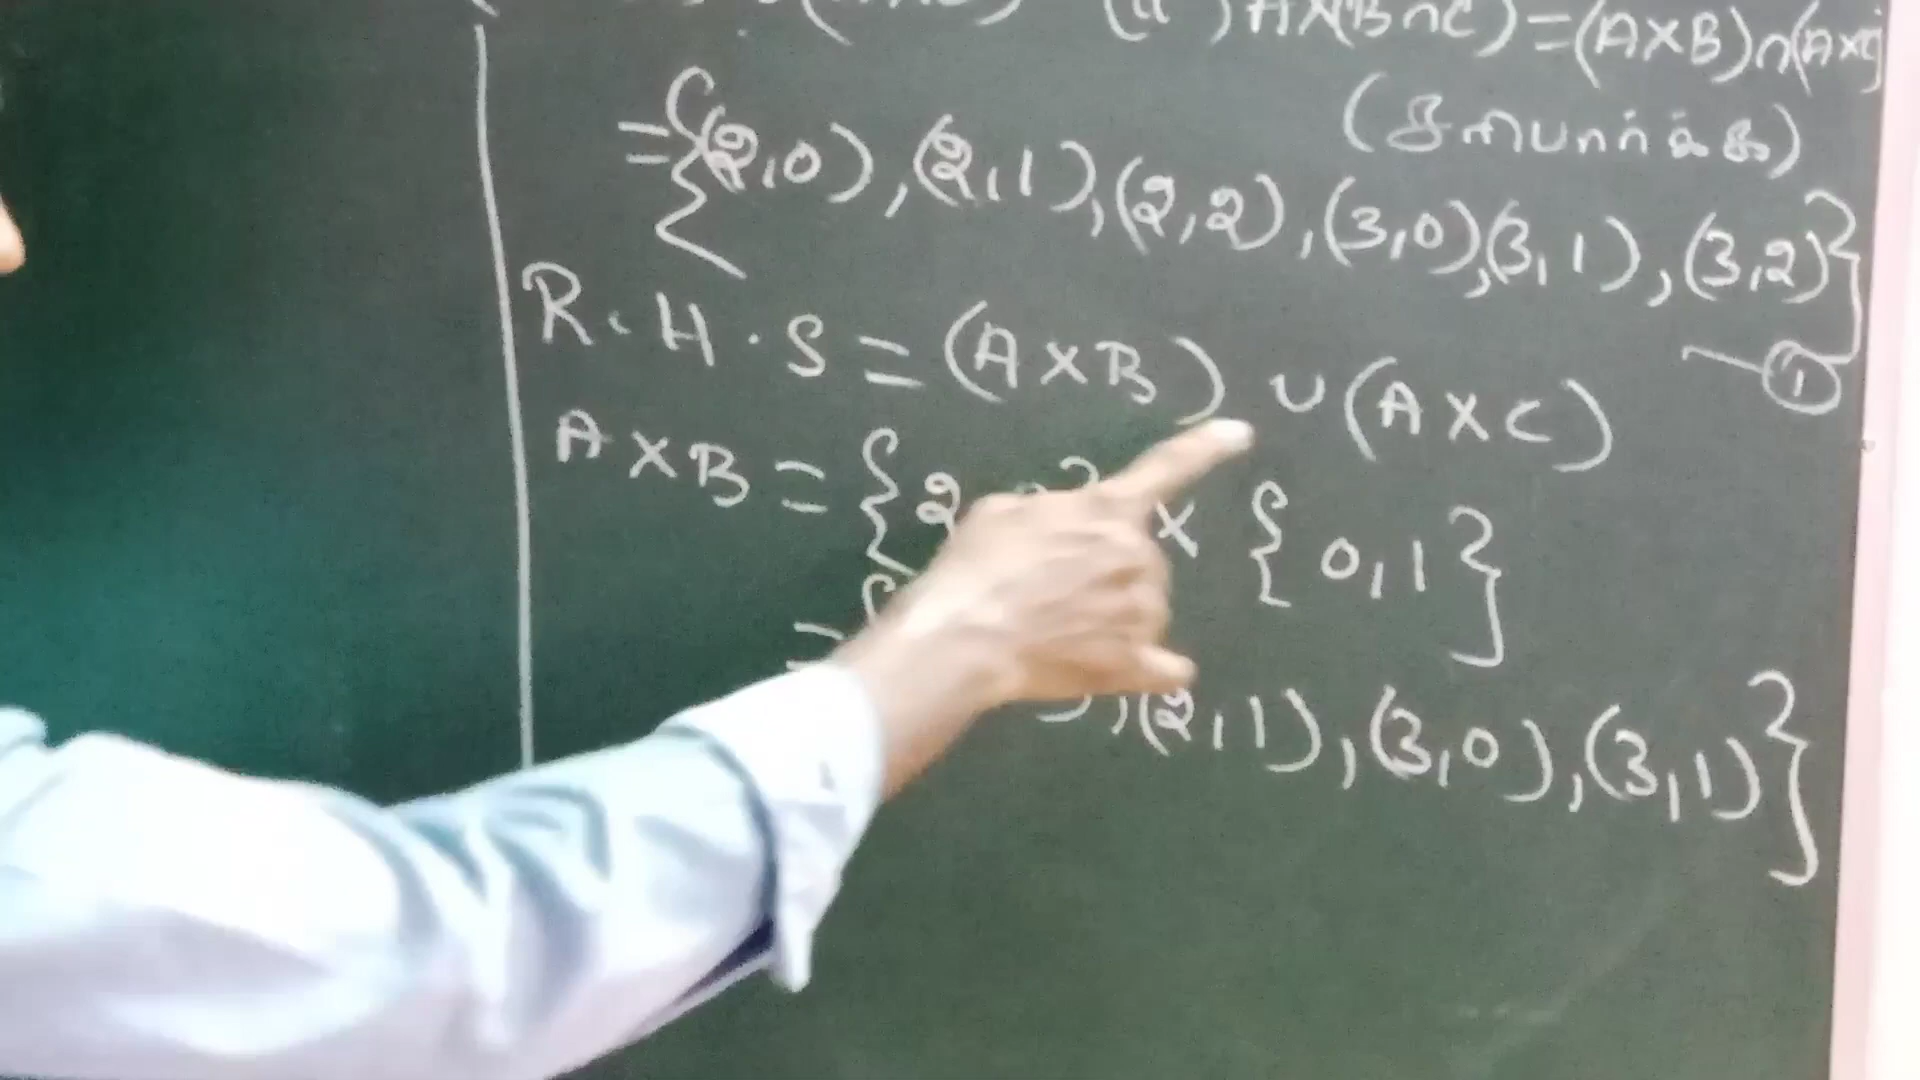 (ii) A×(B∩C)=(A×B)∩(A×C)
(சரிபார்க்க)
={(2,0),(2,1),(2,2),(3,0),(3,1),(3,2)}
①
R.H.S=(A×B)∪(A×C)
A×B={2 } × {0,1}
={
,(2,1),(3,0),(3,1)}